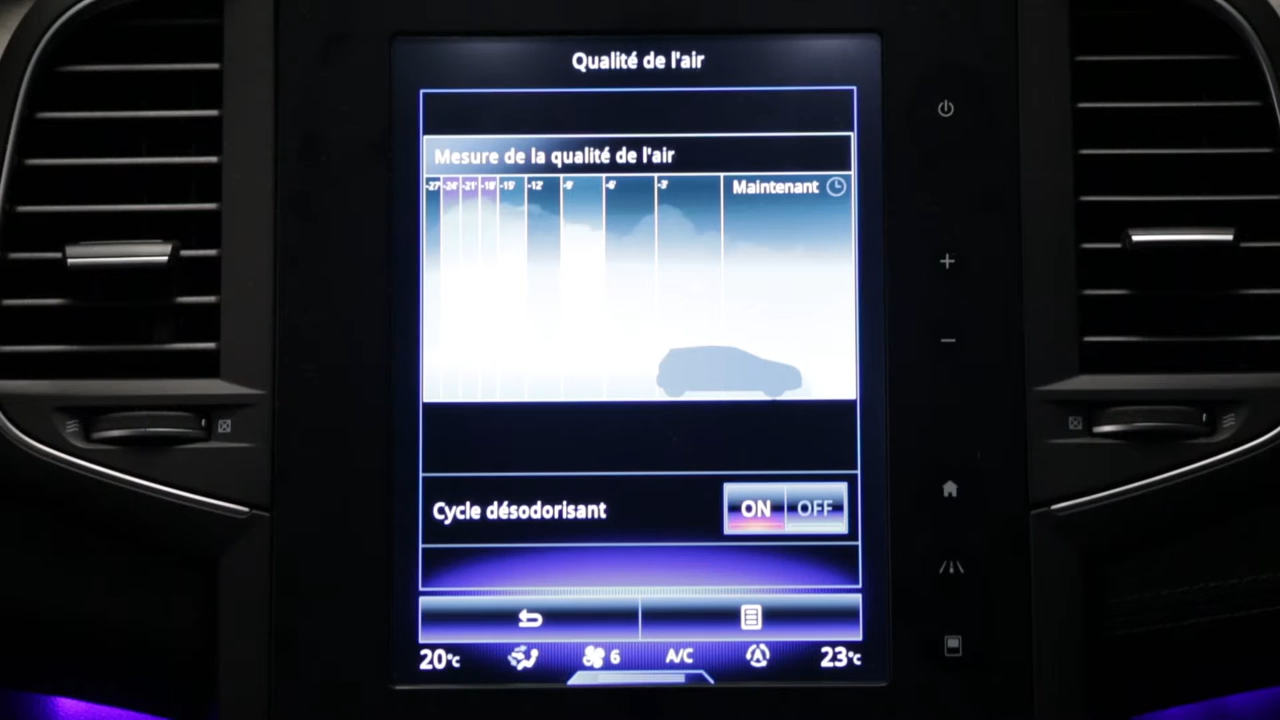 Qualité de l'air
Mesure de la qualité de l'air
-27' -24' -21' -18' -15' -12' -9' -6' -3' Maintenant
Cycle désodorisant ON OFF
20°C 6 A/C 23°C